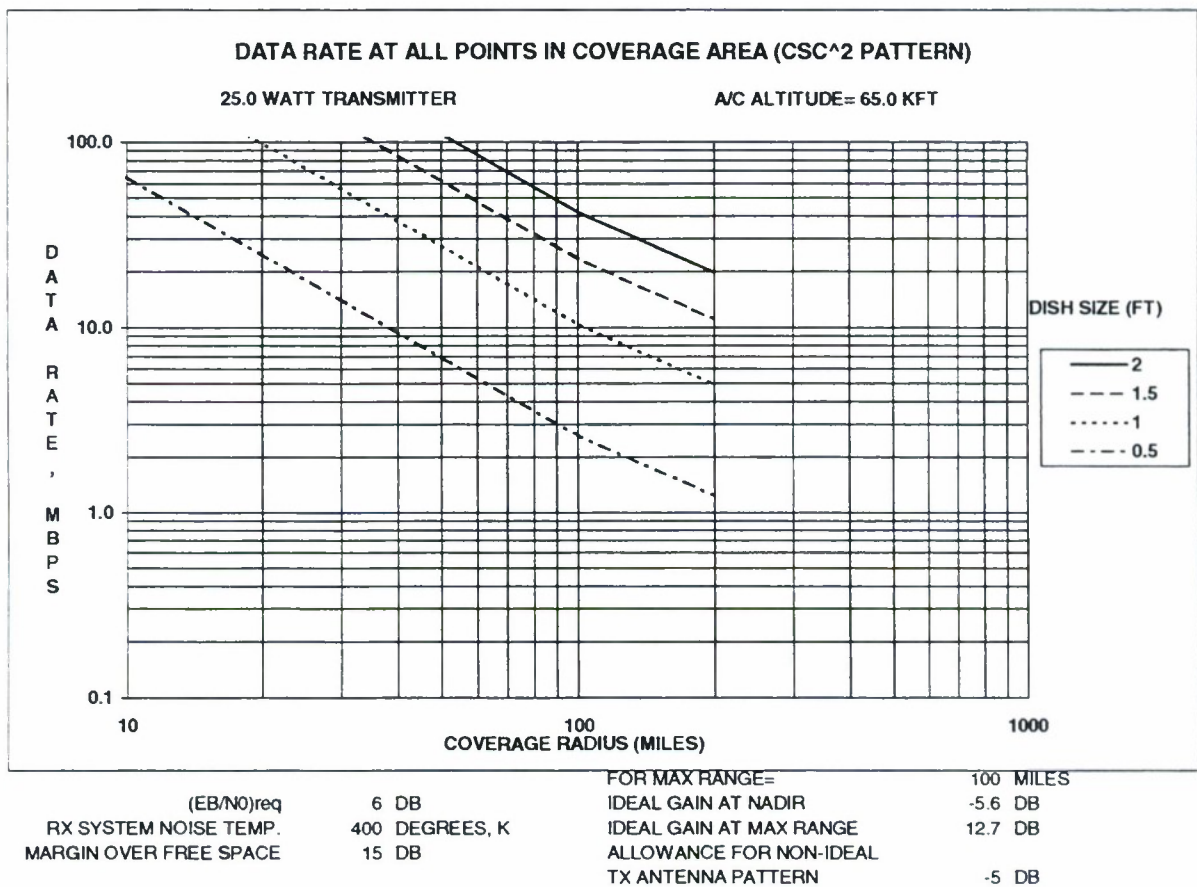 DATA RATE AT ALL POINTS IN COVERAGE AREA (CSC^2 PATTERN)
25.0 WATT TRANSMITTER
A/C ALTITUDE= 65.0 KFT
100.0
10.0
1.0
0.1
DATA RATE, MBPS
10
100
1000
COVERAGE RADIUS (MILES)
DISH SIZE (FT)
2
1.5
1
0.5
(EB/N0)req 6 DB
RX SYSTEM NOISE TEMP. 400 DEGREES, K
MARGIN OVER FREE SPACE 15 DB
FOR MAX RANGE= 100 MILES
IDEAL GAIN AT NADIR -5.6 DB
IDEAL GAIN AT MAX RANGE 12.7 DB
ALLOWANCE FOR NON-IDEAL
TX ANTENNA PATTERN -5 DB